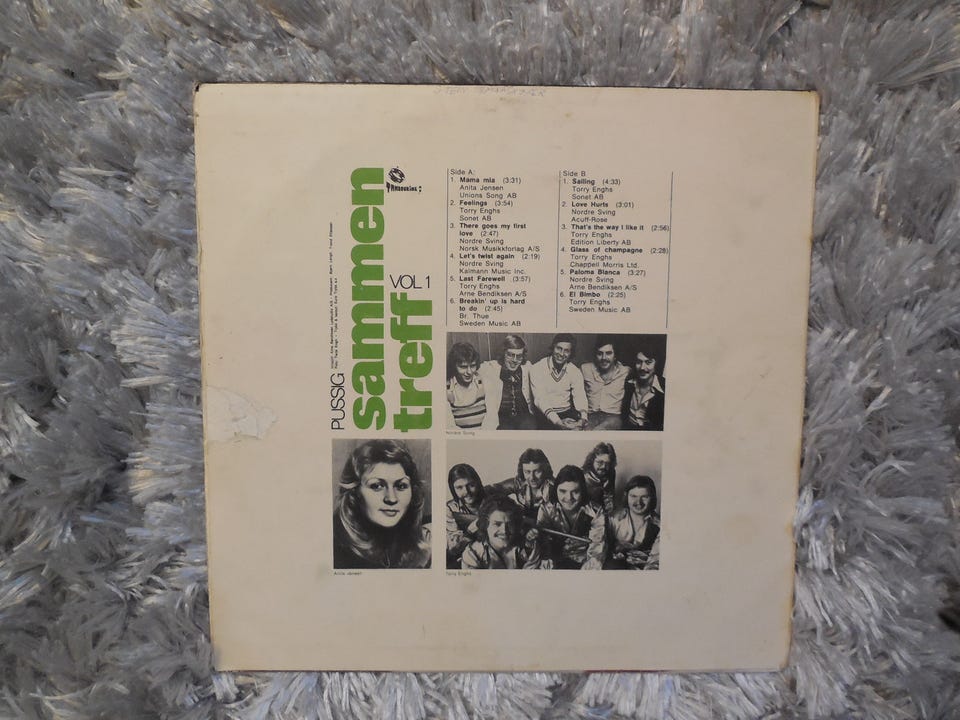 PUSSIG
sammen
treff
VOL 1
Side A:
1. Mama mia (3:31)
Anita Jensen
Unions Song AB
2. Feelings (3:54)
Torry Enghs
Sonet AB
3. There goes my first
love (2:47)
Nordre Sving
Norsk Musikkforlag A/S
4. Let's twist again (2:19)
Nordre Sving
Kalmann Music Inc.
5. Last Farewell (3:57)
Torry Enghs
Arne Bendiksen A/S
6. Breakin' up is hard
to do (2:45)
Br. Thue
Sweden Music AB
Side B
1. Sailing (4:33)
Torry Enghs
Sonet AB
2. Love Hurts (3:01)
Nordre Sving
Acuff-Rose
3. That's the way I like it (2:56)
Torry Enghs
Edition Liberty AB
4. Glass of champagne (2:28)
Torry Enghs
Chappell Morris Ltd.
5. Paloma Blanca (3:27)
Nordre Sving
Arne Bendiksen A/S
6. El Bimbo (2:25)
Torry Enghs
Sweden Music AB
Nordre Sving
Anita Jensen
Torry Enghs